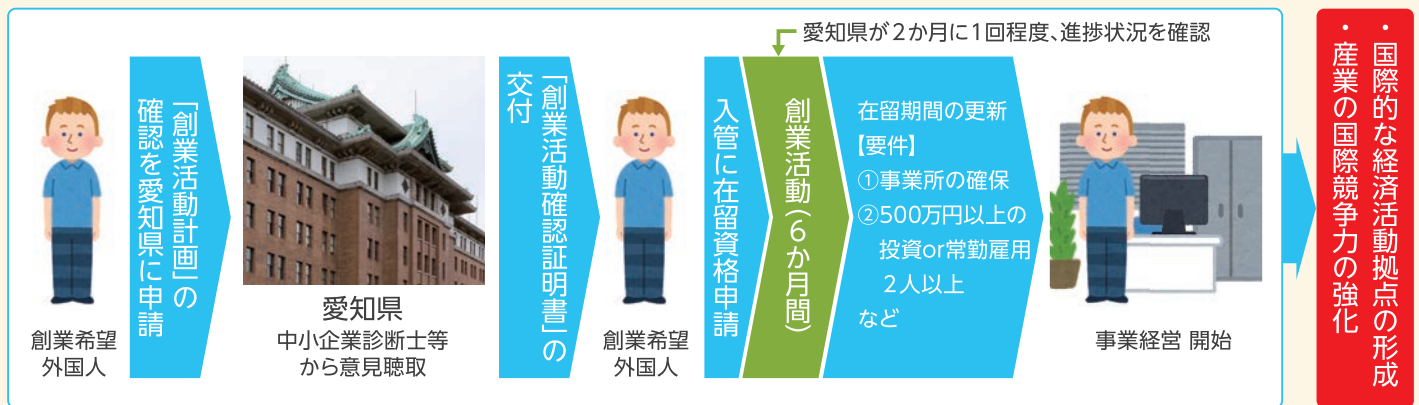 愛知県が2か月に1回程度、進捗状況を確認
創業希望
外国人
「創業活動計画」の
確認を愛知県に申請
愛知県
中小企業診断士等
から意見聴取
「創業活動確認証明書」の
交付
創業希望
外国人
入管に在留資格申請
創業活動(6か月間)
在留期間の更新
【要件】
①事業所の確保
②500万円以上の
投資or常勤雇用
2人以上
など
事業経営 開始
・国際的な経済活動拠点の形成
・産業の国際競争力の強化